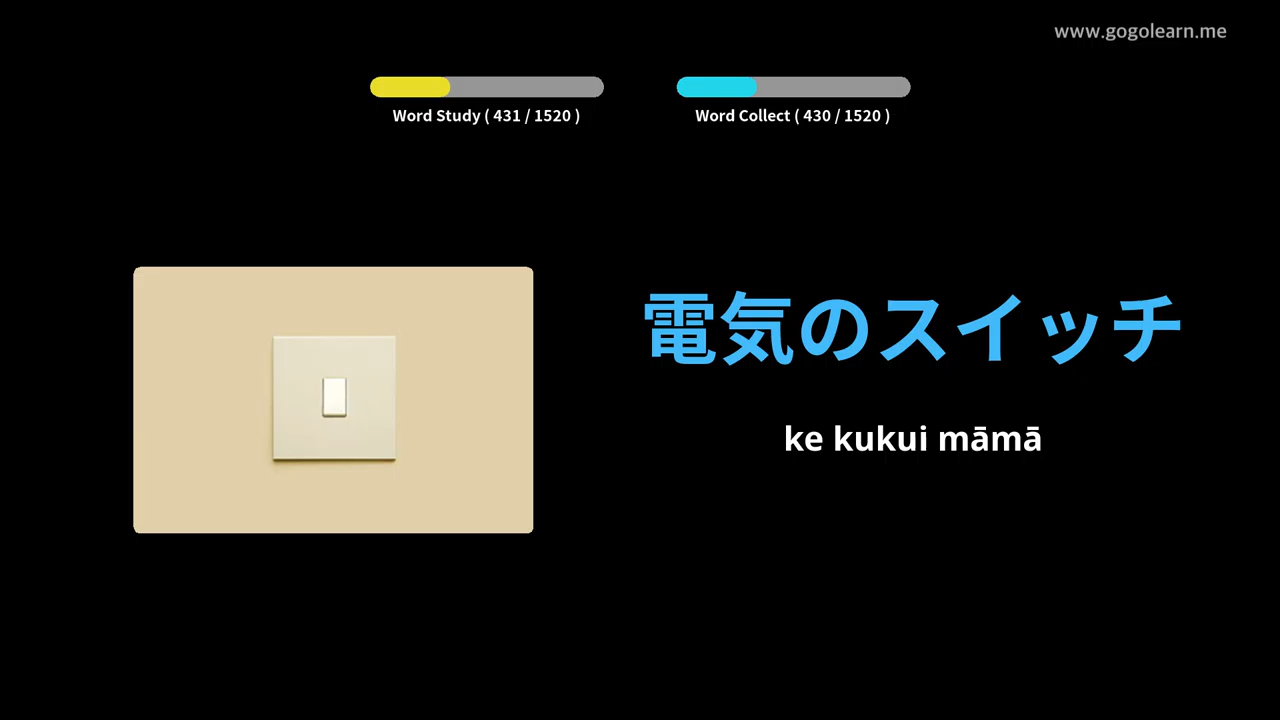 www.gogolearn.me
Word Study ( 431 / 1520 )
Word Collect ( 430 / 1520 )
電気のスイッチ
ke kukui māmā